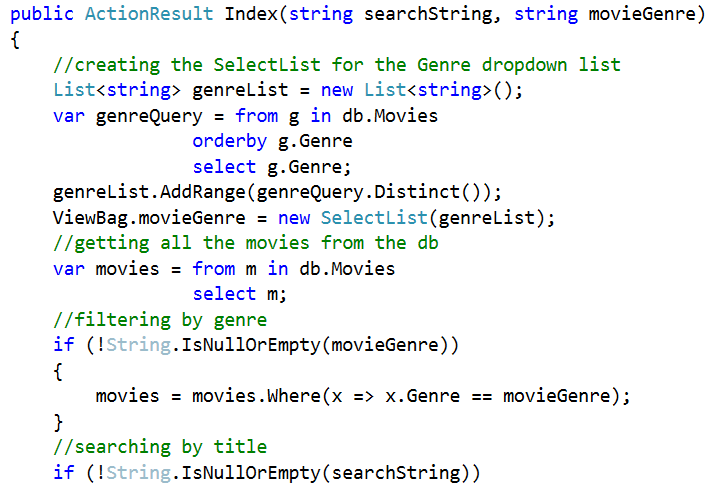 public ActionResult Index(string searchString, string movieGenre)
{
    //creating the SelectList for the Genre dropdown list
    List<string> genreList = new List<string>();
    var genreQuery = from g in db.Movies
                 orderby g.Genre
                 select g.Genre;
    genreList.AddRange(genreQuery.Distinct());
    ViewBag.movieGenre = new SelectList(genreList);
    //getting all the movies from the db
    var movies = from m in db.Movies
                 select m;
    //filtering by genre
    if (!String.IsNullOrEmpty(movieGenre))
    {
        movies = movies.Where(x => x.Genre == movieGenre);
    }
    //searching by title
    if (!String.IsNullOrEmpty(searchString))